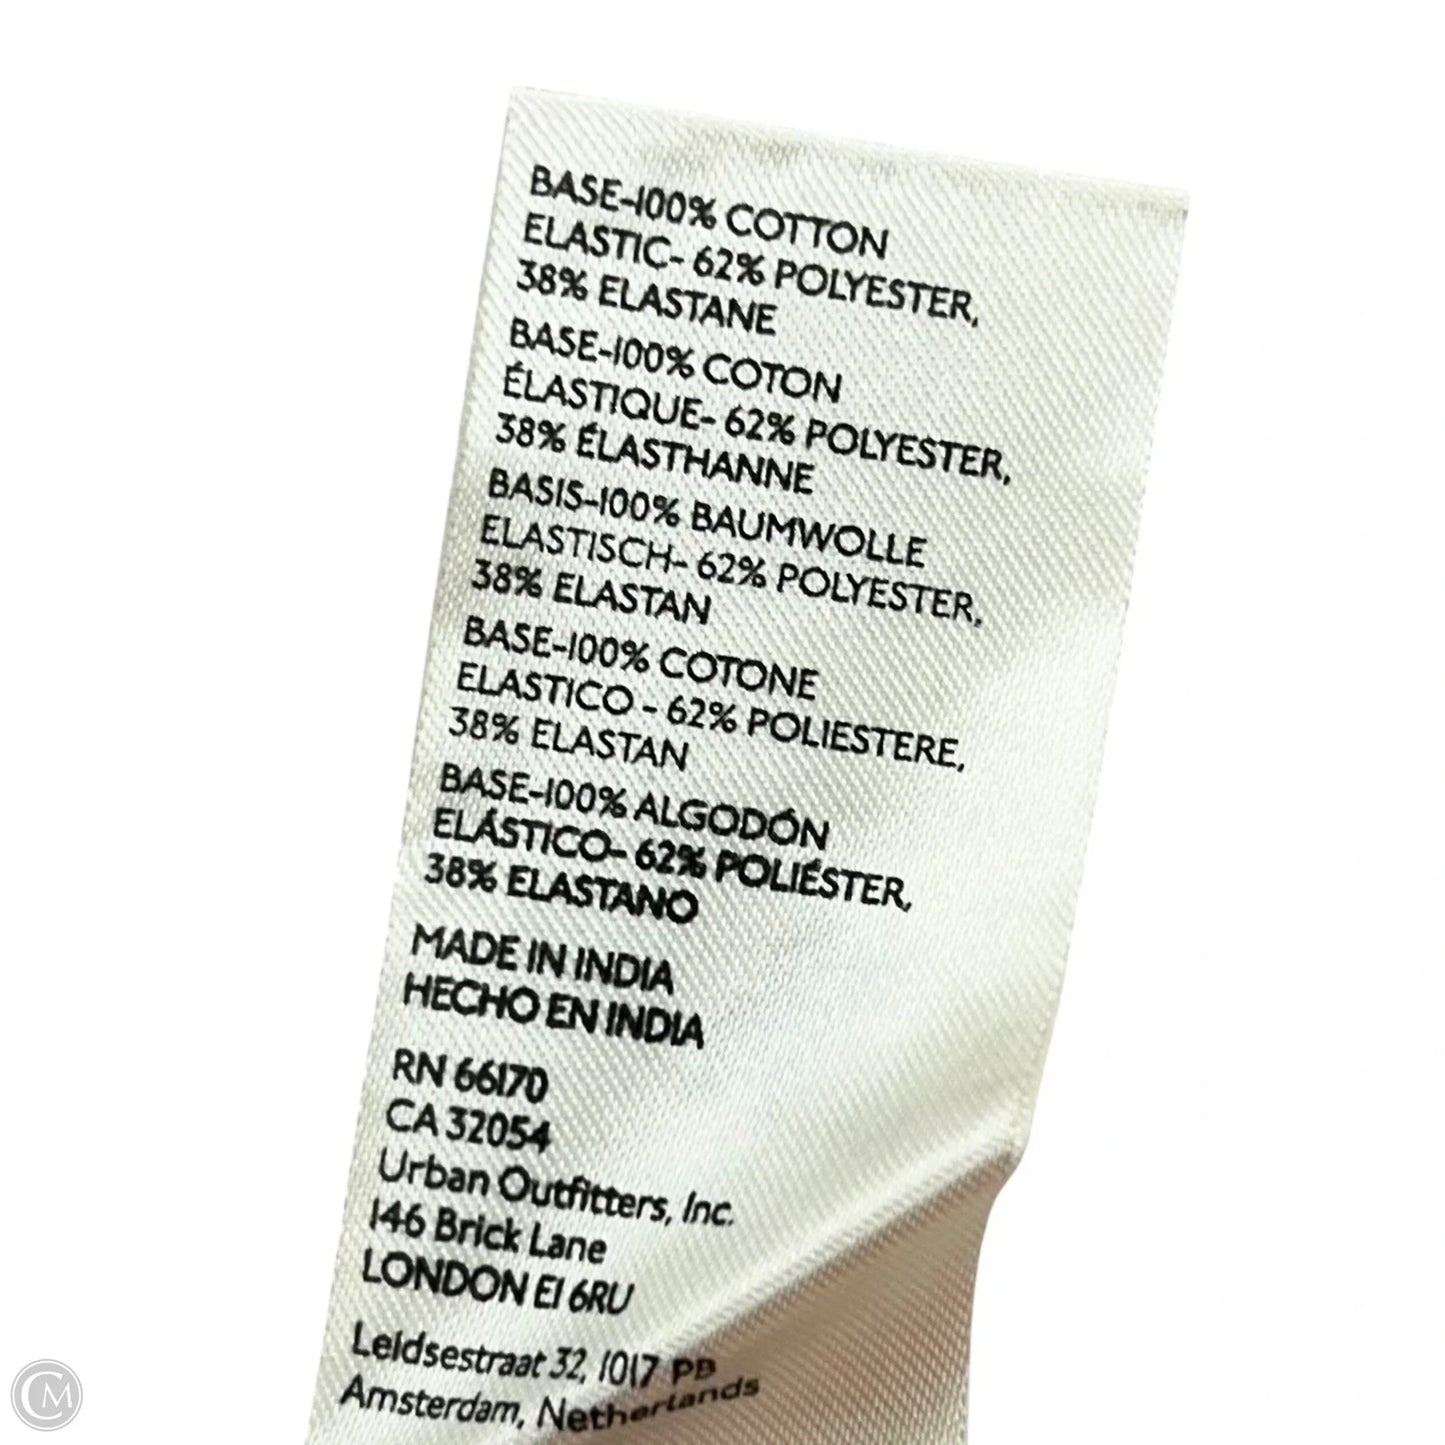 BASE-100% COTTON
ELASTIC- 62% POLYESTER,
38% ELASTANE
BASE-100% COTON
ÉLASTIQUE- 62% POLYESTER,
38% ÉLASTHANNE
BASIS-100% BAUMWOLLE
ELASTISCH- 62% POLYESTER,
38% ELASTAN
BASE-100% COTONE
ELASTICO - 62% POLIESTERE,
38% ELASTAN
BASE-100% ALGODÓN
ELÁSTICO- 62% POLIÉSTER,
38% ELASTANO
MADE IN INDIA
HECHO EN INDIA
RN 66170
CA 32054
Urban Outfitters, Inc.
146 Brick Lane
LONDON E1 6RU
Leidsestraat 32, 1017 PB
Amsterdam, Netherlands
CM